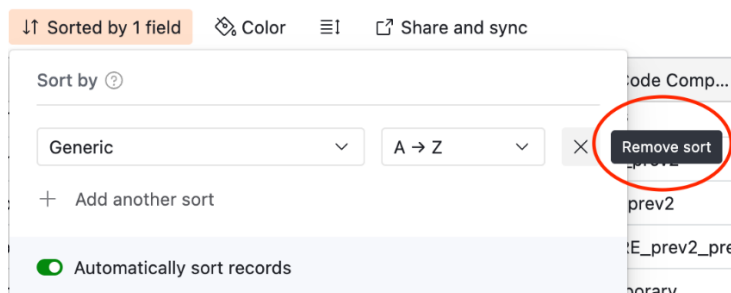 Sorted by 1 field Color Share and sync
Sort by
Code Comp...
Generic A → Z Remove sort
Add another sort
prev2
RE_prev2_pre
Automatically sort records